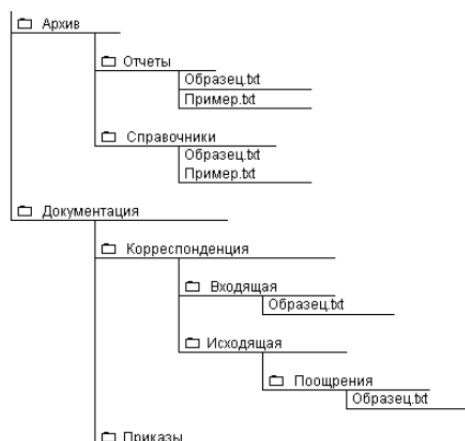 Архив
Отчеты
Образец.txt
Пример.txt
Справочники
Образец.txt
Пример.txt
Документация
Корреспонденция
Входящая
Образец.txt
Исходящая
Поощрения
Образец.txt
Приказы